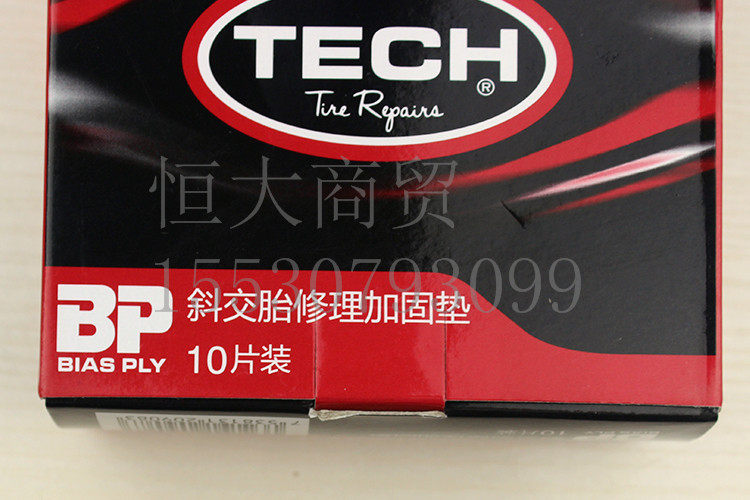 TECH
®
Tire Repairs
恒大商贸
15530793099
BP 斜交胎修理加固垫
BIAS PLY 10片装